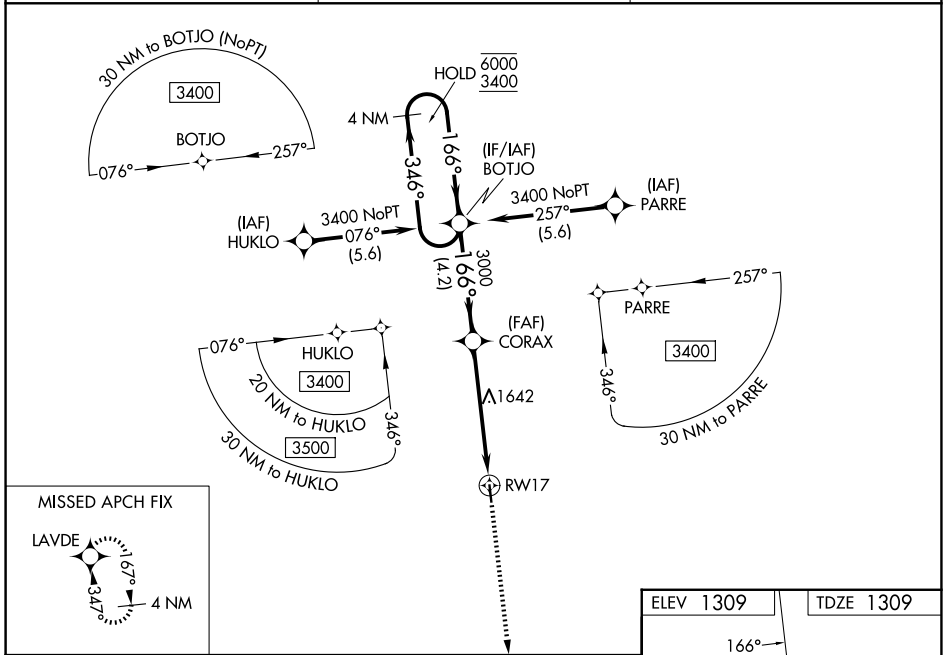 30 NM to BOTJO (NoPT)
3400
BOTJO
076°
257°
HOLD
6000
3400
4 NM
166°
346°
(IF/IAF)
BOTJO
(IAF)
HUKLO
3400 NoPT
076°
(5.6)
3400 NoPT
257°
(5.6)
(IAF)
PARRE
3000
166°
(4.2)
(FAF)
CORAX
1642
RW17
076°
HUKLO
3400
20 NM to HUKLO
3500
30 NM to HUKLO
346°
257°
PARRE
3400
346°
30 NM to PARRE
MISSED APCH FIX
LAVDE
167°
347°
4 NM
ELEV 1309
TDZE 1309
166°